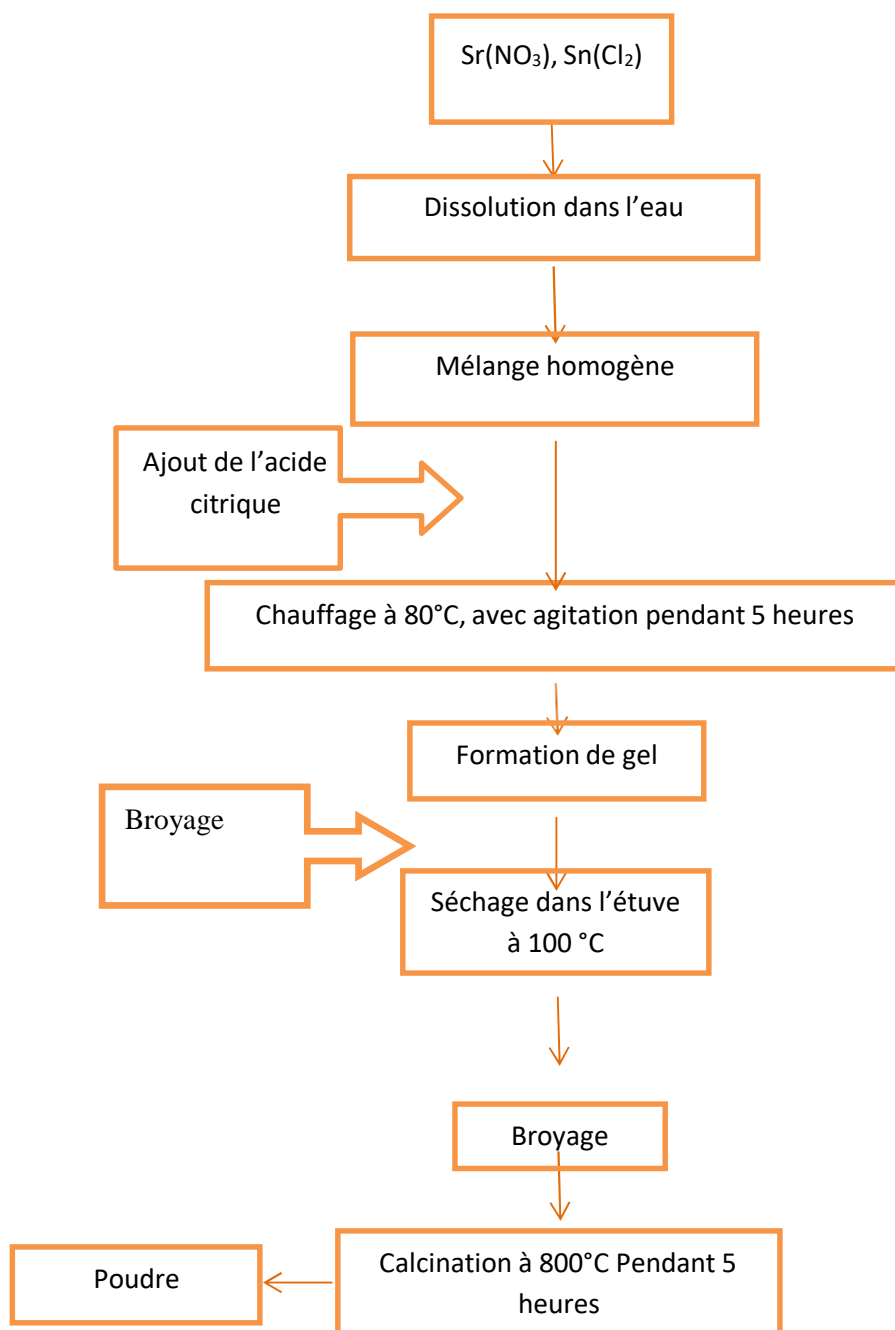 Sr(NO₃), Sn(Cl₂)
Dissolution dans l’eau
Mélange homogène
Ajout de l’acide
citrique
Chauffage à 80°C, avec agitation pendant 5 heures
Formation de gel
Broyage
Séchage dans l’étuve
à 100 °C
Broyage
Calcination à 800°C Pendant 5
heures
Poudre